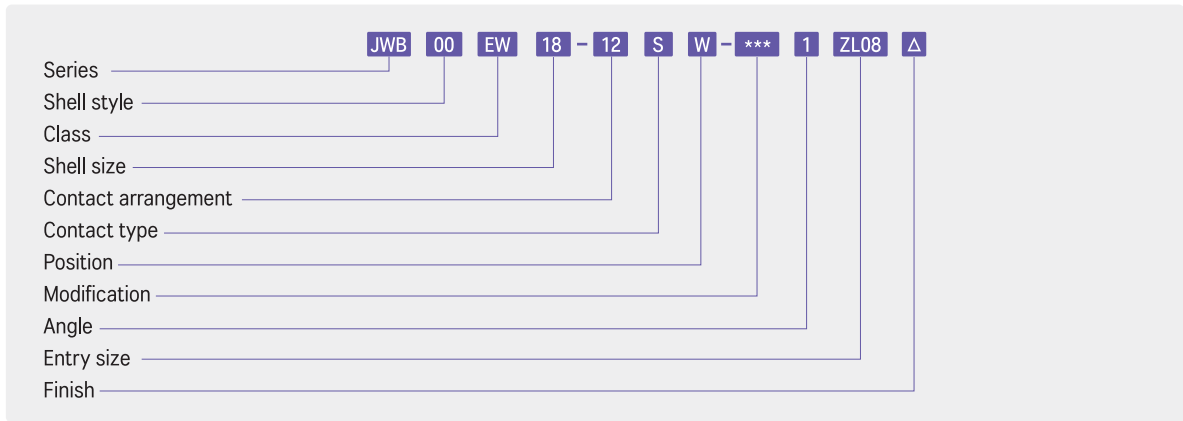 JWB 00 EW 18 - 12 S W - *** 1 ZL08 △
Series
Shell style
Class
Shell size
Contact arrangement
Contact type
Position
Modification
Angle
Entry size
Finish